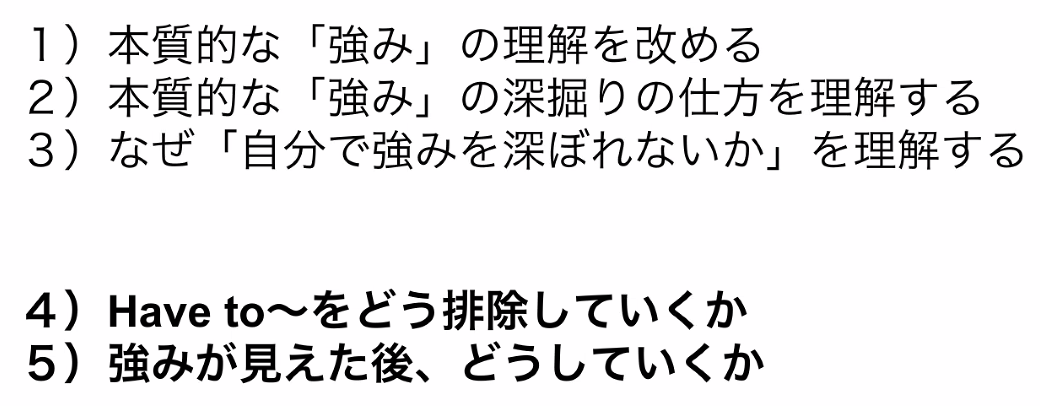 １）本質的な「強み」の理解を改める
２）本質的な「強み」の深掘りの仕方を理解する
３）なぜ「自分で強みを深ぼれないか」を理解する
４）Have to〜をどう排除していくか
５）強みが見えた後、どうしていくか